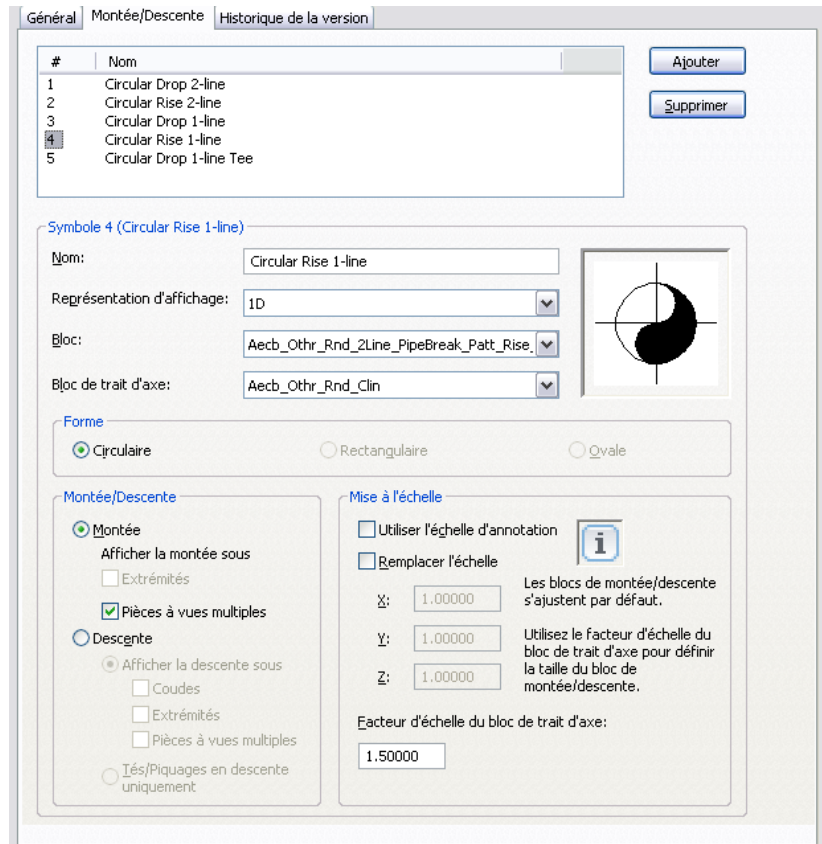 Général Montée/Descente Historique de la version
# Nom
1 Circular Drop 2-line
2 Circular Rise 2-line
3 Circular Drop 1-line
4 Circular Rise 1-line
5 Circular Drop 1-line Tee
Ajouter
Supprimer
Symbole 4 (Circular Rise 1-line)
Nom: Circular Rise 1-line
Représentation d'affichage: 1D
Bloc: Aecb_Othr_Rnd_2Line_PipeBreak_Patt_Rise_
Bloc de trait d'axe: Aecb_Othr_Rnd_Clin
Forme
Circulaire Rectangulaire Ovale
Montée/Descente
Montée
Afficher la montée sous
Extrémités
Pièces à vues multiples
Descente
Afficher la descente sous
Coudes
Extrémités
Pièces à vues multiples
Tés/Piquages en descente
uniquement
Mise à l'échelle
Utiliser l'échelle d'annotation
i
Remplacer l'échelle
X: 1.00000
Y: 1.00000
Z: 1.00000
Les blocs de montée/descente
s'ajustent par défaut.
Utilisez le facteur d'échelle du
bloc de trait d'axe pour définir
la taille du bloc de
montée/descente.
Facteur d'échelle du bloc de trait d'axe:
1.50000